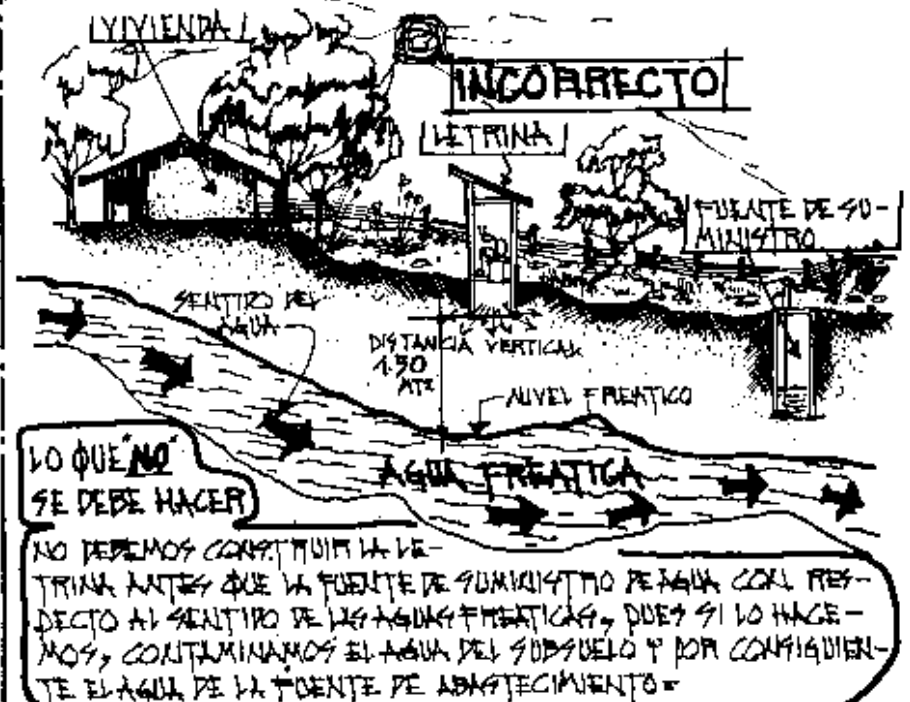 VIVIENDA
INCORRECTO
LETRINA
FUENTE DE SU-
MINISTRO
SENTIDO DEL
AGUA
DISTANCIA VERTICAL
1.50
MTS
NIVEL FREATICO
AGUA FREATICA
LO QUE "NO"
SE DEBE HACER
NO DEBEMOS CONSTRUIR LA LE-
TRINA ANTES QUE LA FUENTE DE SUMINISTRO DE AGUA CON RES-
PECTO AL SENTIDO DE LAS AGUAS FREATICAS, PUES SI LO HACE-
MOS, CONTAMINAMOS EL AGUA DEL SUBSUELO Y POR CONSIGUIEN-
TE EL AGUA DE LA FUENTE DE ABASTECIMIENTO=